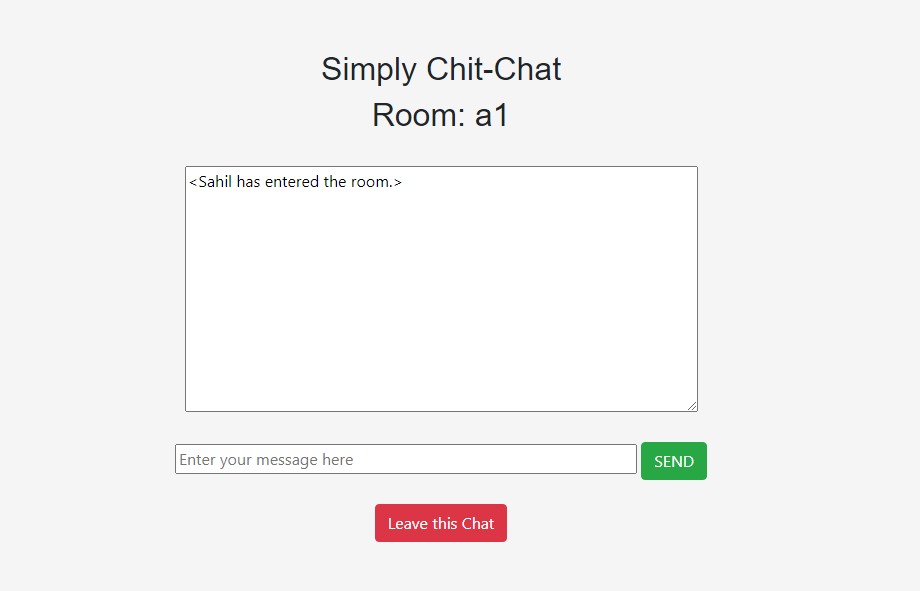 Simply Chit-Chat
Room: a1
<Sahil has entered the room.>
Enter your message here
SEND
Leave this Chat